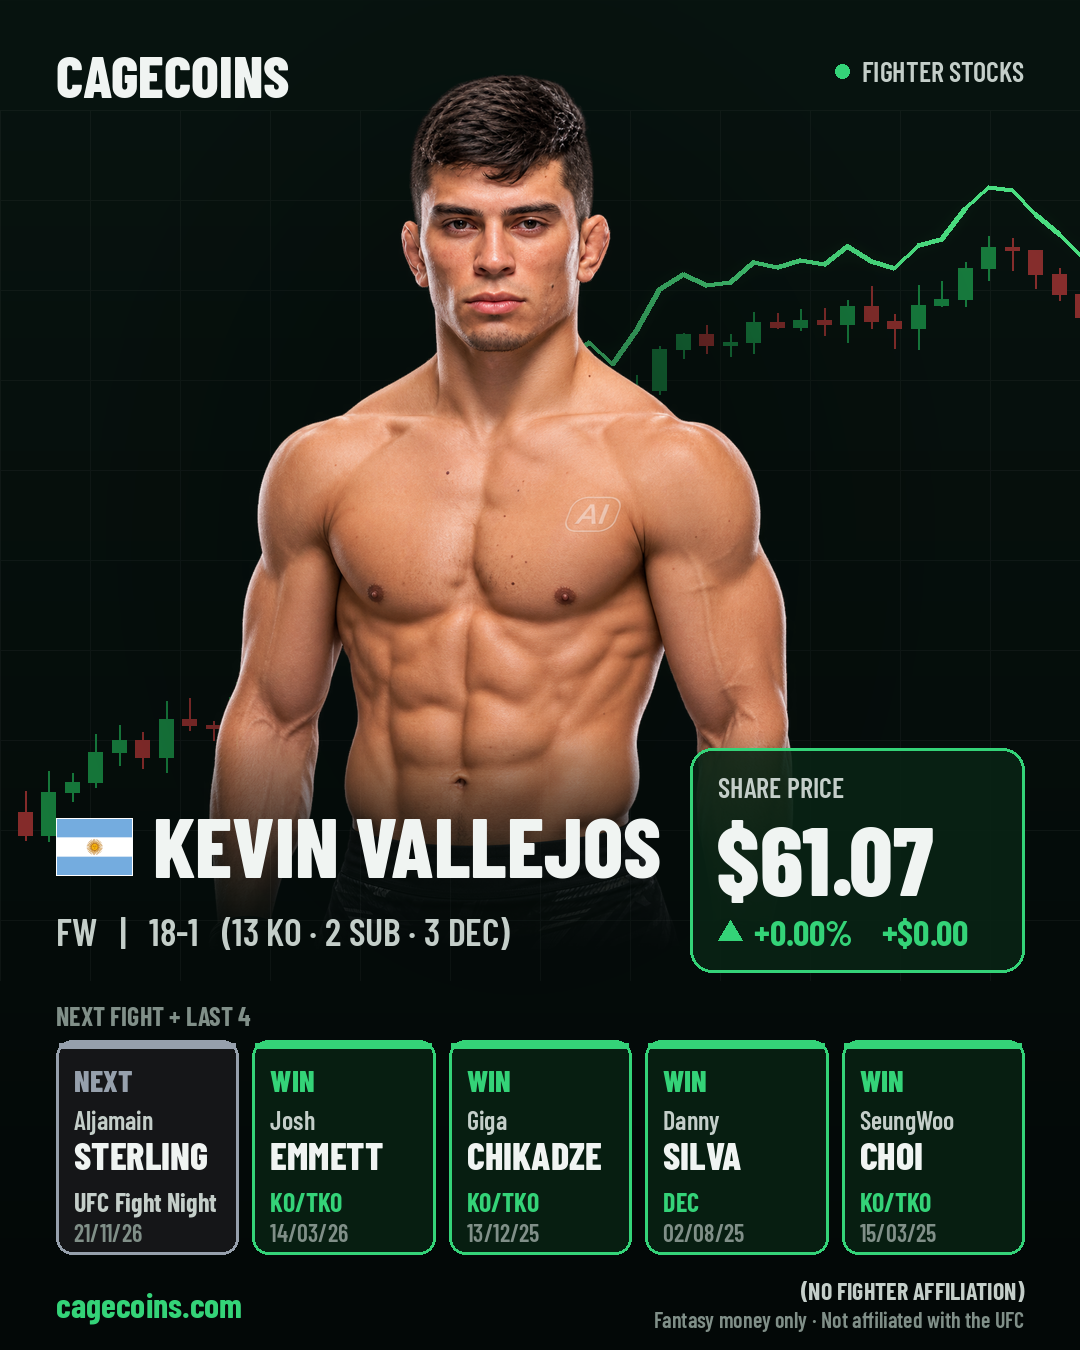 CAGECOINS
FIGHTER STOCKS
AI
SHARE PRICE
$61.07
+0.00% +$0.00
KEVIN VALLEJOS
FW | 18-1 (13 KO · 2 SUB · 3 DEC)
NEXT FIGHT + LAST 4
NEXT
Aljamain
STERLING
UFC Fight Night
21/11/26
WIN
Josh
EMMETT
KO/TKO
14/03/26
WIN
Giga
CHIKADZE
KO/TKO
13/12/25
WIN
Danny
SILVA
DEC
02/08/25
WIN
SeungWoo
CHOI
KO/TKO
15/03/25
cagecoins.com
(NO FIGHTER AFFILIATION)
Fantasy money only · Not affiliated with the UFC